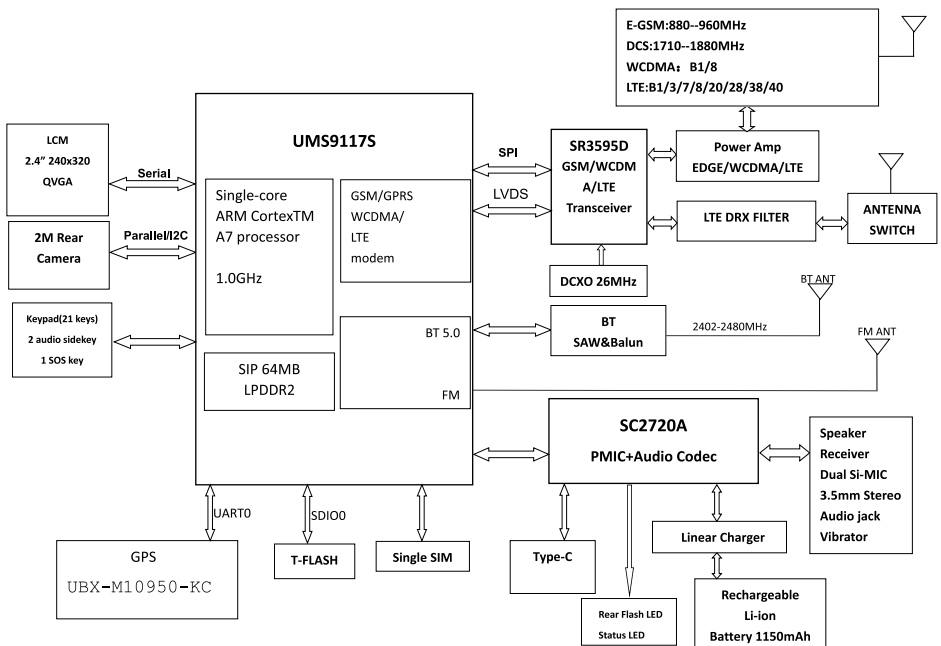 E-GSM:880--960MHz
DCS:1710--1880MHz
WCDMA: B1/8
LTE:B1/3/7/8/20/28/38/40
UMS9117S
LCM
2.4” 240x320
QVGA
Serial
Single-core
ARM CortexTM
A7 processor
1.0GHz
GSM/GPRS
WCDMA/
LTE
modem
SPI
LVDS
SR3595D
GSM/WCDM
A/LTE
Transceiver
Power Amp
EDGE/WCDMA/LTE
LTE DRX FILTER
ANTENNA
SWITCH
2M Rear
Camera
Parallel/I2C
DCXO 26MHz
BT ANT
Keypad(21 keys)
2 audio sidekey
1 SOS key
BT 5.0
FM
BT
SAW&Balun
2402-2480MHz
FM ANT
SIP 64MB
LPDDR2
SC2720A
PMIC+Audio Codec
Speaker
Receiver
Dual Si-MIC
3.5mm Stereo
Audio jack
Vibrator
UART0
SDIO0
GPS
UBX-M10950-KC
T-FLASH
Single SIM
Type-C
Linear Charger
Rear Flash LED
Status LED
Rechargeable
Li-ion
Battery 1150mAh